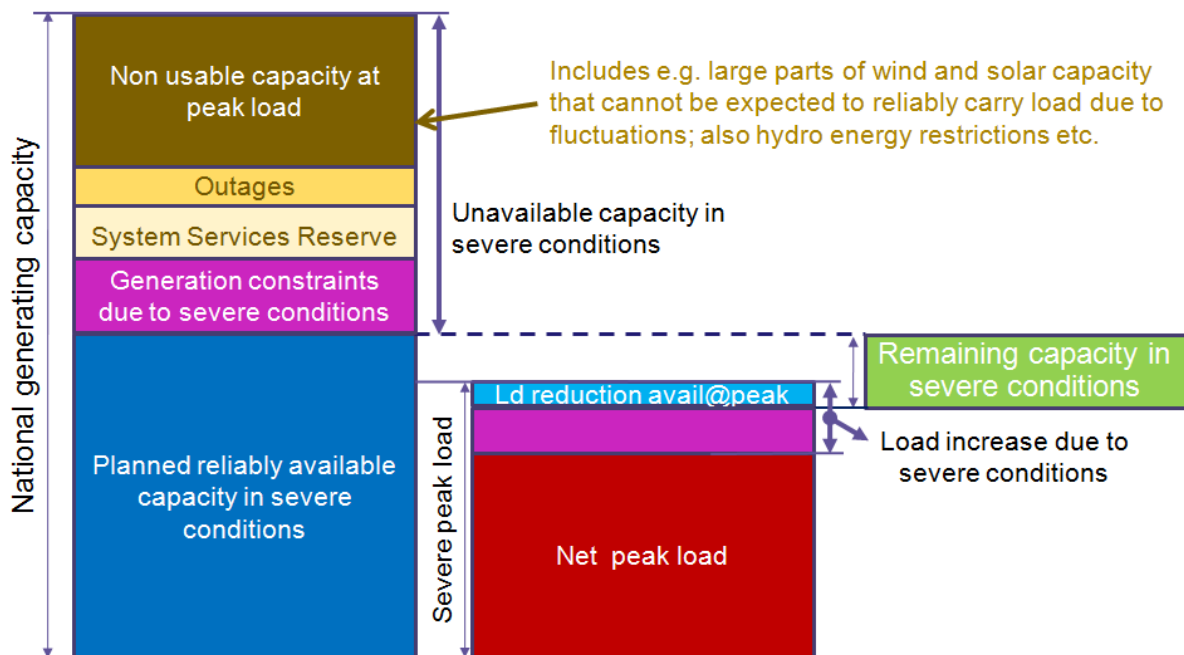 National generating capacity
Non usable capacity at
peak load
Outages
System Services Reserve
Generation constraints
due to severe conditions
Planned reliably available
capacity in severe
conditions
Includes e.g. large parts of wind and solar capacity
that cannot be expected to reliably carry load due to
fluctuations; also hydro energy restrictions etc.
Unavailable capacity in
severe conditions
Severe peak load
Ld reduction avail@peak
Net peak load
Remaining capacity in
severe conditions
Load increase due to
severe conditions